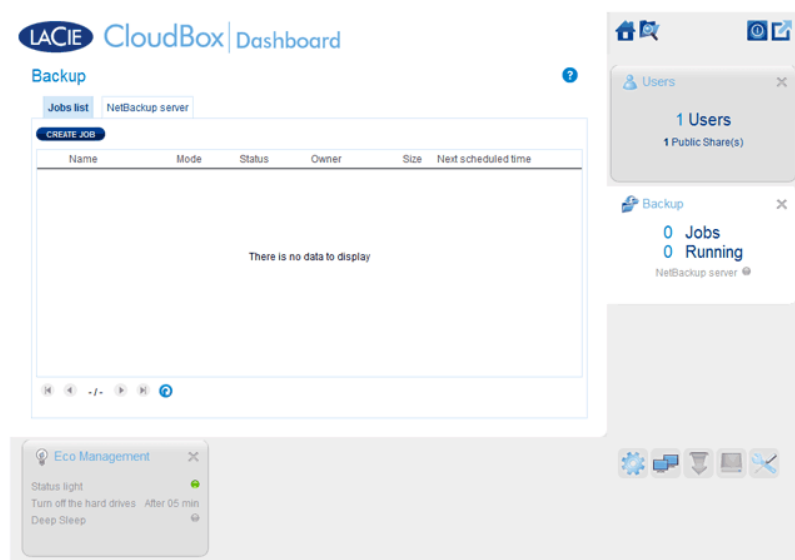 LACIE CloudBox Dashboard
Backup
Jobs list NetBackup server
CREATE JOB
Name Mode Status Owner Size Next scheduled time
There is no data to display
-/-
Users
1 Users
1 Public Share(s)
Backup
0 Jobs
0 Running
NetBackup server
Eco Management
Status light
Turn off the hard drives After 05 min
Deep Sleep